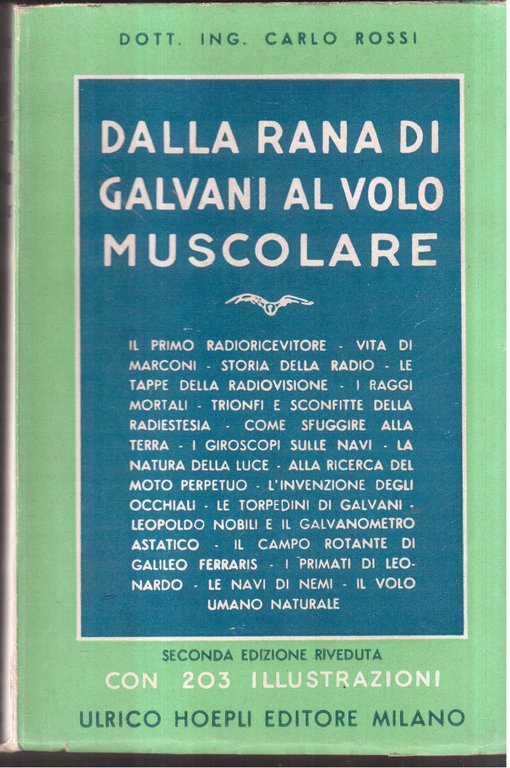 DOTT. ING. CARLO ROSSI
DALLA RANA DI
GALVANI AL VOLO
MUSCOLARE
IL PRIMO RADIORICEVITORE - VITA DI
MARCONI - STORIA DELLA RADIO - LE
TAPPE DELLA RADIOVISIONE - I RAGGI
MORTALI - TRIONFI E SCONFITTE DELLA
RADIESTESIA - COME SFUGGIRE ALLA
TERRA - I GIROSCOPI SULLE NAVI - LA
NATURA DELLA LUCE - ALLA RICERCA DEL
MOTO PERPETUO - L'INVENZIONE DEGLI
OCCHIALI - LE TORPEDINI DI GALVANI -
LEOPOLDO NOBILI E IL GALVANOMETRO
ASTATICO - IL CAMPO ROTANTE DI
GALILEO FERRARIS - I PRIMATI DI LEO-
NARDO - LE NAVI DI NEMI - IL VOLO
UMANO NATURALE
SECONDA EDIZIONE RIVEDUTA
CON 203 ILLUSTRAZIONI
ULRICO HOEPLI EDITORE MILANO